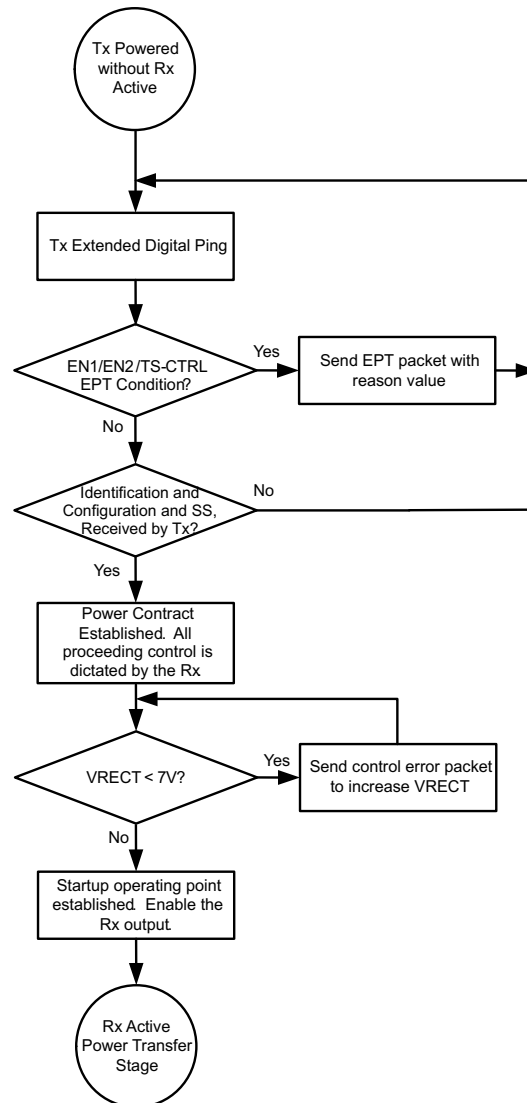 Tx Powered
without Rx
Active
Tx Extended Digital Ping
EN1/EN2/TS-CTRL
EPT Condition?
Yes
Send EPT packet with
reason value
No
Identification and
Configuration and SS,
Received by Tx?
No
Yes
Power Contract
Established. All
proceeding control is
dictated by the Rx
VRECT < 7V?
Yes
Send control error packet
to increase VRECT
No
Startup operating point
established. Enable the
Rx output.
Rx Active
Power Transfer
Stage